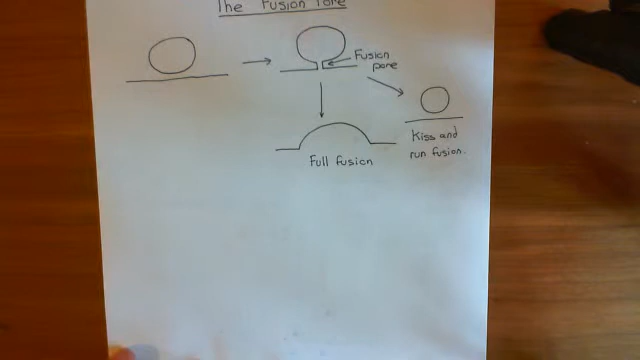 The Fusion Pore
Fusion
pore
Kiss and
run fusion.
Full fusion